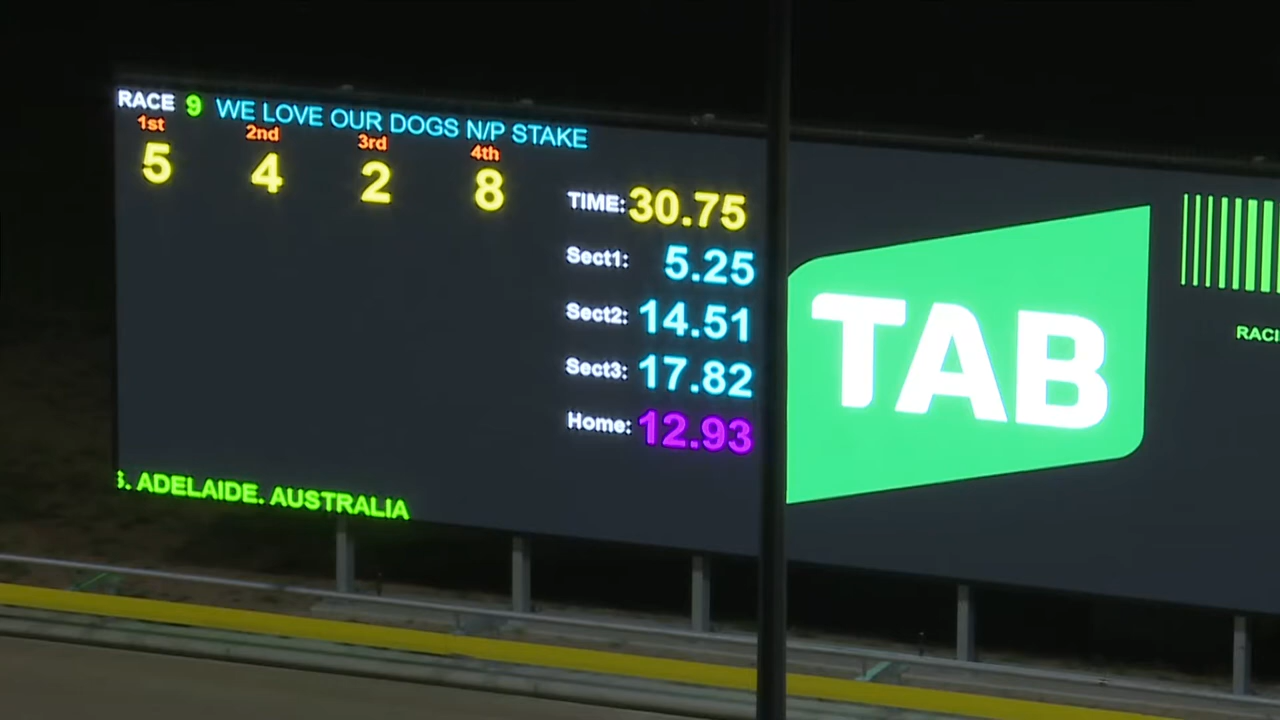 RACE 9 WE LOVE OUR DOGS N/P STAKE
1st 2nd 3rd 4th
5 4 2 8
TIME: 30.75
Sect1: 5.25
Sect2: 14.51
Sect3: 17.82
Home: 12.93
. ADELAIDE. AUSTRALIA
TAB